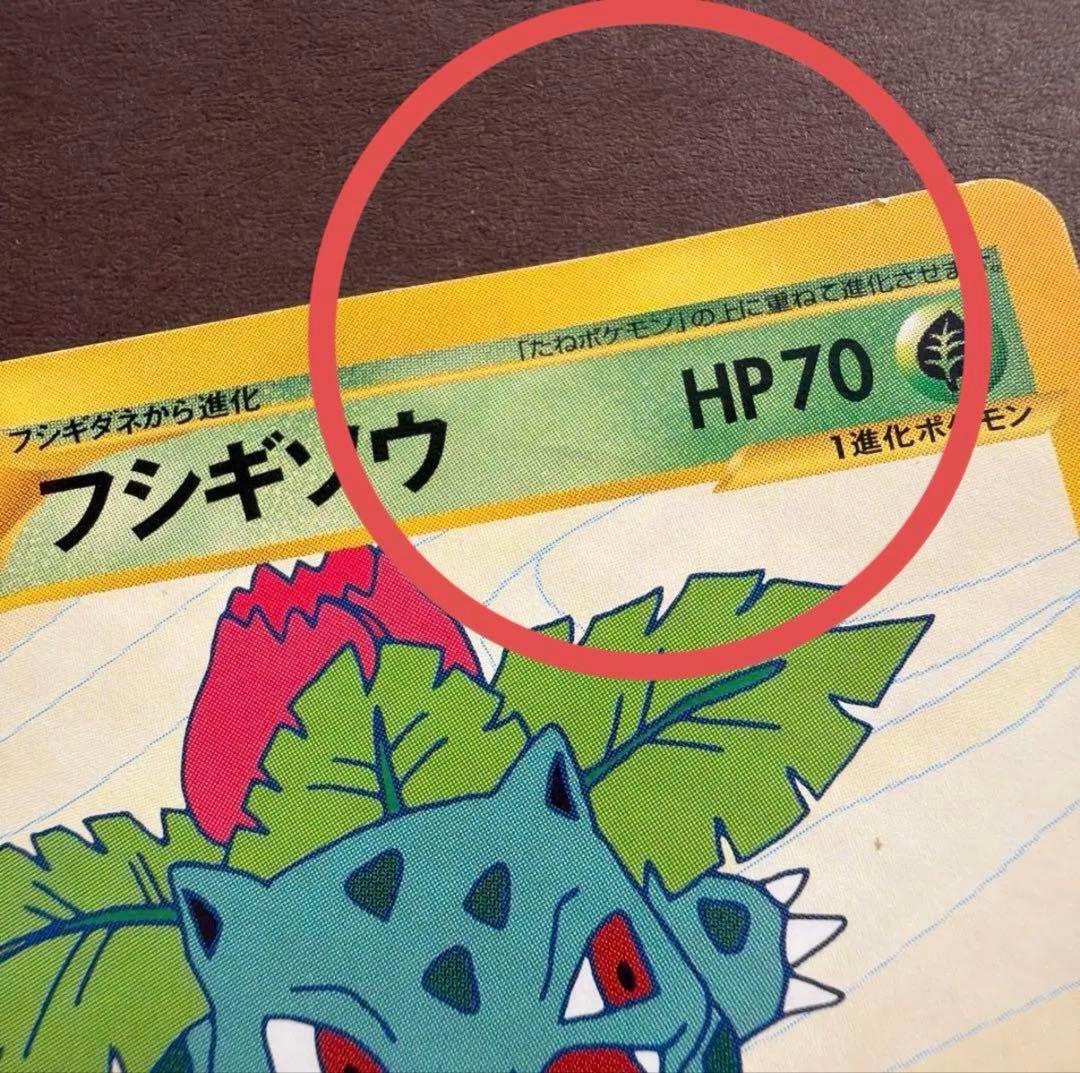 「たねポケモン」の上に重ねて進化させます。
フシギダネから進化
フシギソウ HP70
1進化ポケモン